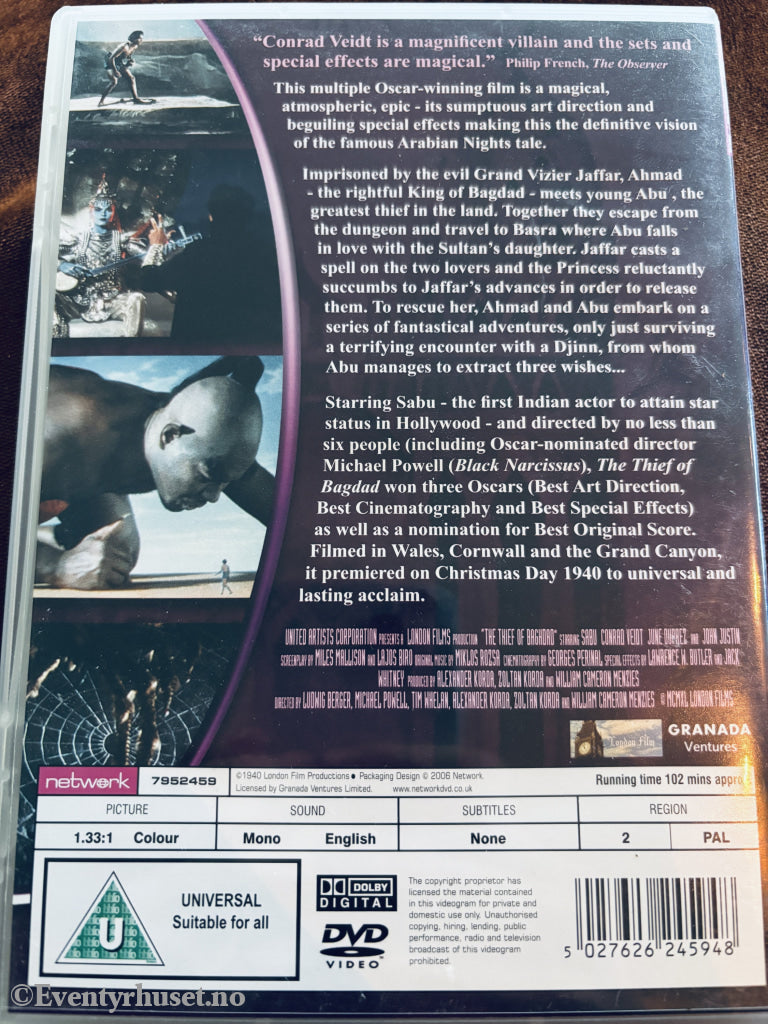 “Conrad Veidt is a magnificent villain and the sets and
special effects are magical.” Philip French, The Observer
This multiple Oscar-winning film is a magical,
atmospheric, epic - its sumptuous art direction and
beguiling special effects making this the definitive vision
of the famous Arabian Nights tale.
Imprisoned by the evil Grand Vizier Jaffar, Ahmad
- the rightful King of Bagdad - meets young Abu , the
greatest thief in the land. Together they escape from
the dungeon and travel to Basra where Abu falls
in love with the Sultan’s daughter. Jaffar casts a
spell on the two lovers and the Princess reluctantly
succumbs to Jaffar’s advances in order to release
them. To rescue her, Ahmad and Abu embark on a
series of fantastical adventures, only just surviving
a terrifying encounter with a Djinn, from whom
Abu manages to extract three wishes...
Starring Sabu - the first Indian actor to attain star
status in Hollywood - and directed by no less than
six people (including Oscar-nominated director
Michael Powell (Black Narcissus), The Thief of
Bagdad won three Oscars (Best Art Direction,
Best Cinematography and Best Special Effects)
as well as a nomination for Best Original Score.
Filmed in Wales, Cornwall and the Grand Canyon,
it premiered on Christmas Day 1940 to universal and
lasting acclaim.
UNITED ARTISTS CORPORATION PRESENTS A LONDON FILMS PRODUCTION "THE THIEF OF BAGHDAD" STARRING SABU CONRAD VEIDT JUNE DUPREZ AND JOHN JUSTIN
SCREENPLAY BY MILES MALLISON AND LAJOS BIRO ORIGINAL MUSIC BY MIKLOS ROZSA CINEMATOGRAPHY BY GEORGES PERINAL SPECIAL EFFECTS BY LAWRENCE W. BUTLER AND JACK
WHITNEY PRODUCED BY ALEXANDER KORDA, ZOLTAN KORDA AND WILLIAM CAMERON MENZIES
DIRECTED BY LUDWIG BERGER, MICHAEL POWELL, TIM WHELAN, ALEXANDER KORDA, ZOLTAN KORDA AND WILLIAM CAMERON MENZIES © MCMXL LONDON FILMS
London Film
GRANADA
Ventures
network
7952459
©1940 London Film Productions● Packaging Design © 2006 Network.
Licensed by Granada Ventures Limited. www.networkdvd.co.uk
Running time 102 mins appro
PICTURE SOUND SUBTITLES REGION
1.33:1 Colour Mono English None 2 PAL
U
UNIVERSAL
Suitable for all
DOLBY
DIGITAL
DVD
VIDEO
The copyright proprietor has
licensed the material contained
in this videogram for private and
domestic use only. Unauthorised
copying, hiring, lending, public
performance, radio and television
broadcast of this videogram
prohibited.
5 027626 245948
©Eventyrhuset.no